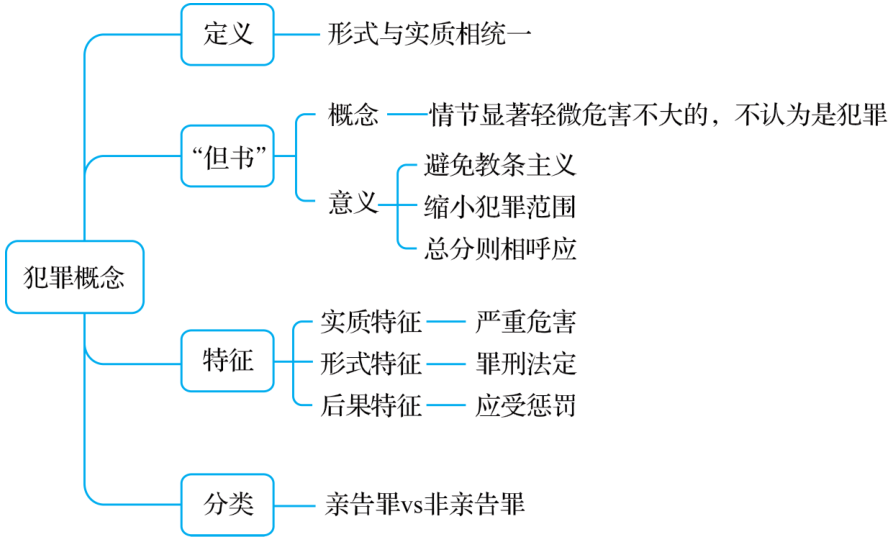 定义
形式与实质相统一
概念
情节显著轻微危害不大的，不认为是犯罪
“但书”
避免教条主义
意义
缩小犯罪范围
总分则相呼应
犯罪概念
实质特征
严重危害
特征
形式特征
罪刑法定
后果特征
应受惩罚
分类
亲告罪vs非亲告罪